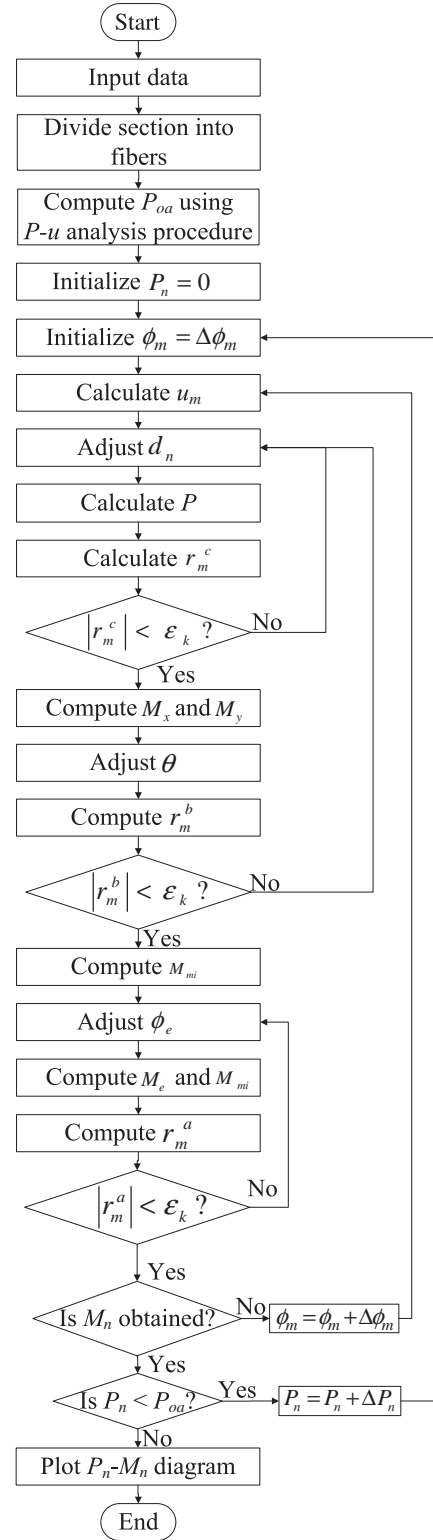 Start
Input data
Divide section into
fibers
Compute P_oa using
P-u analysis procedure
Initialize P_n = 0
Initialize ϕ_m = Δϕ_m
Calculate u_m
Adjust d_n
Calculate P
Calculate r_m^c
|r_m^c| < ε_k ?
No
Yes
Compute M_x and M_y
Adjust θ
Compute r_m^b
|r_m^b| < ε_k ?
No
Yes
Compute M_mi
Adjust ϕ_e
Compute M_e and M_mi
Compute r_m^a
|r_m^a| < ε_k ?
No
Yes
Is M_n obtained?
No
ϕ_m = ϕ_m + Δϕ_m
Yes
Is P_n < P_oa?
Yes
P_n = P_n + ΔP_n
No
Plot P_n-M_n diagram
End